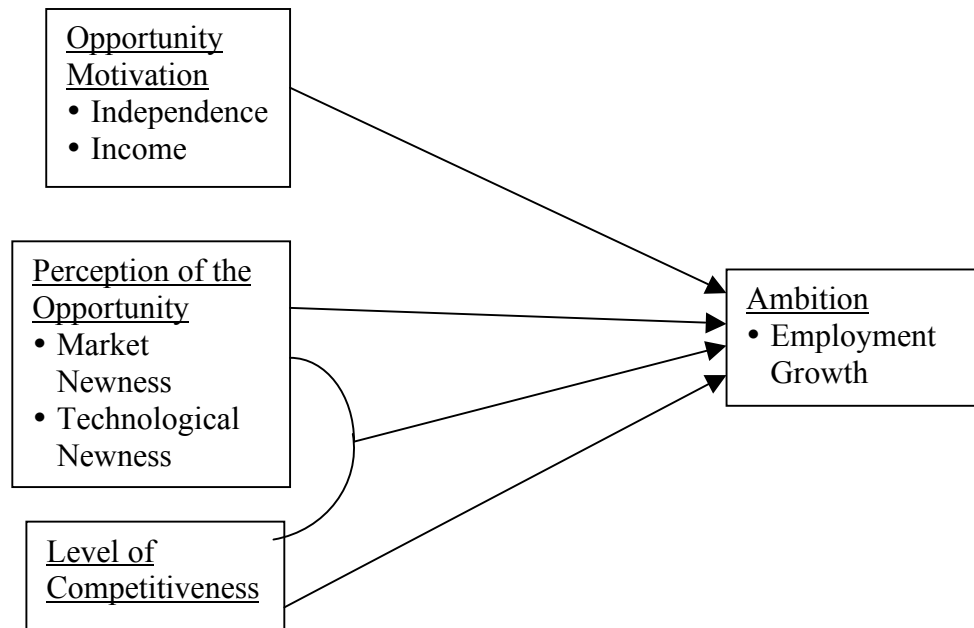 Opportunity
Motivation
• Independence
• Income
Perception of the
Opportunity
• Market
Newness
• Technological
Newness
Level of
Competitiveness
Ambition
• Employment
Growth